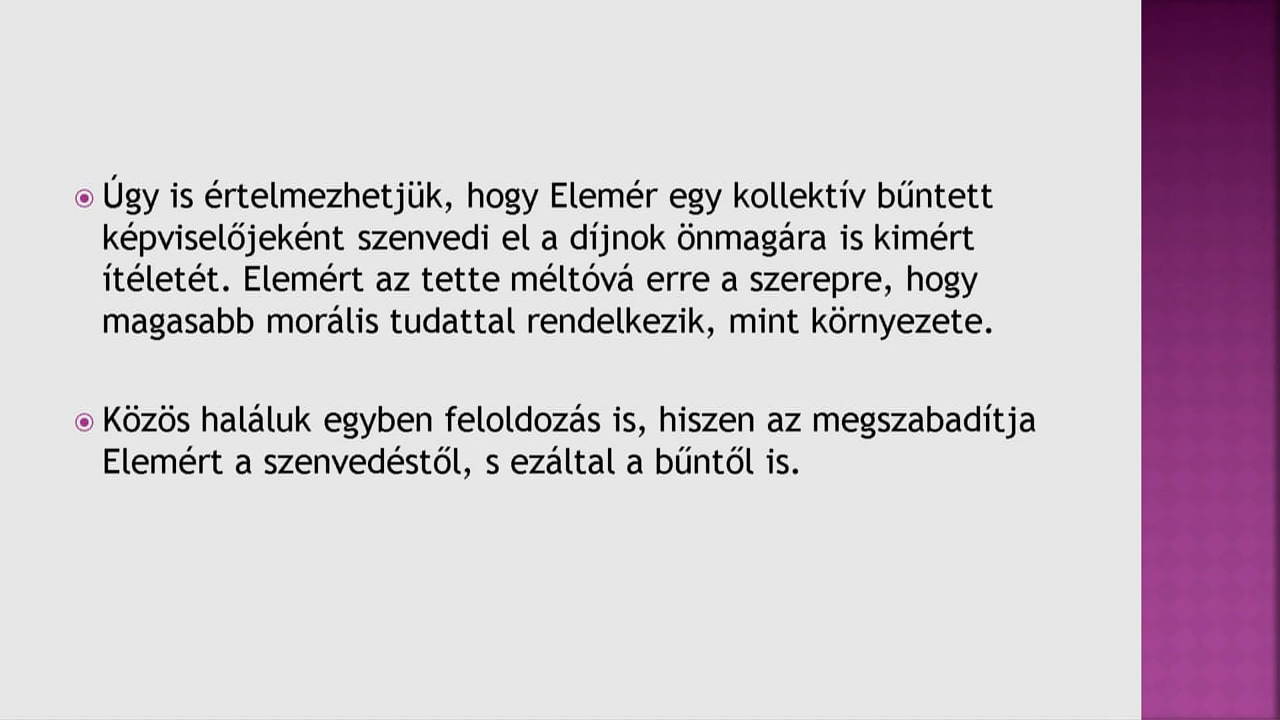 Úgy is értelmezhetjük, hogy Elemér egy kollektív bűntett
képviselőjeként szenvedi el a díjnok önmagára is kimért
ítéletét. Elemért az tette méltóvá erre a szerepre, hogy
magasabb morális tudattal rendelkezik, mint környezete.
Közös haláluk egyben feloldozás is, hiszen az megszabadítja
Elemért a szenvedéstől, s ezáltal a bűntől is.